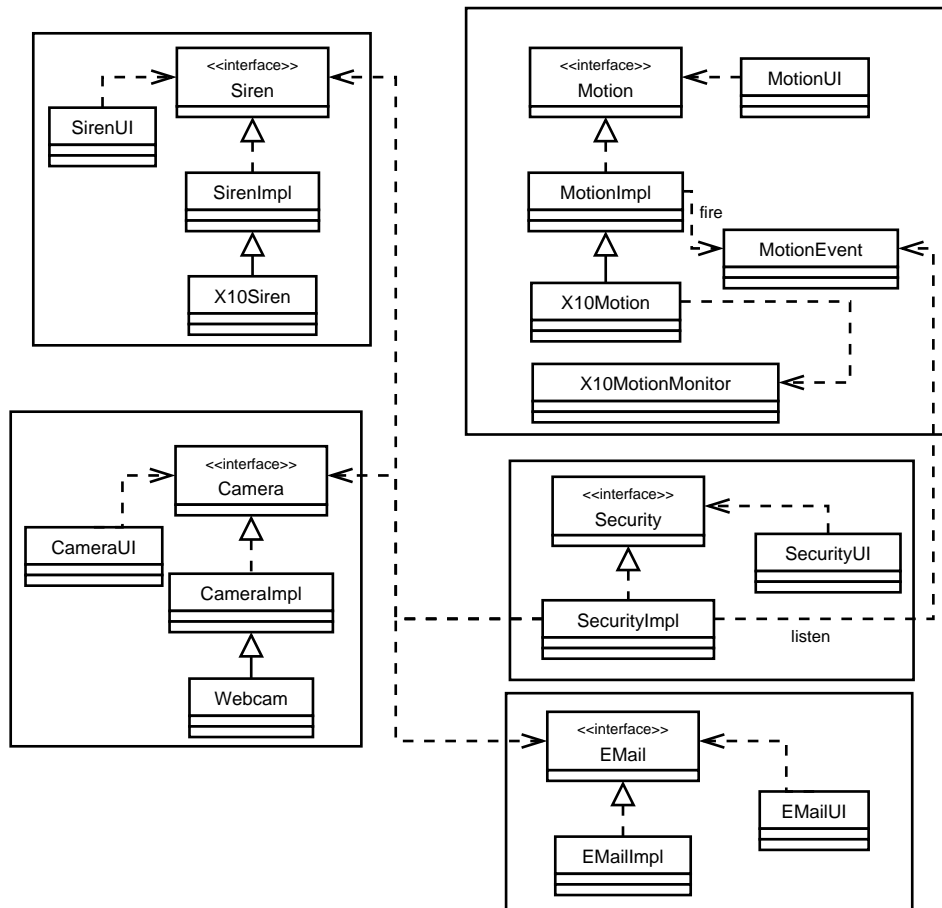 <<interface>>
Siren
SirenUI
SirenImpl
X10Siren
<<interface>>
Motion
MotionUI
MotionImpl
fire
MotionEvent
X10Motion
X10MotionMonitor
<<interface>>
Camera
CameraUI
CameraImpl
Webcam
<<interface>>
Security
SecurityUI
SecurityImpl
listen
<<interface>>
EMail
EMailUI
EMailImpl